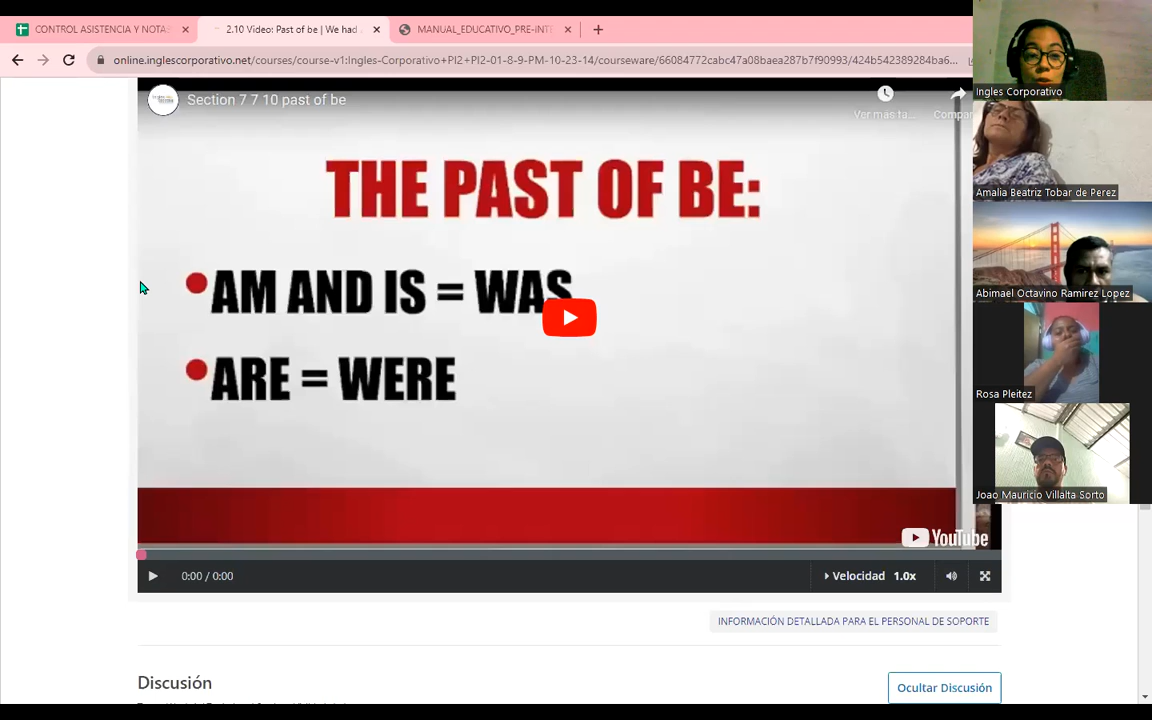 CONTROL ASISTENCIA Y NOTAS
2.10 Video: Past of be | We had
MANUAL_EDUCATIVO_PRE-INTE
online.inglescorporativo.net/courses/course-v1:Ingles-Corporativo+PI2+PI2-01-8-9-PM-10-23-14/courseware/66084772cabc47a08baea287b7f90993/424b542389284ba6...
Section 7 7 10 past of be
Ver más ta...
Compar
THE PAST OF BE:
•AM AND IS = WAS
•ARE = WERE
YouTube
0:00 / 0:00
Velocidad 1.0x
INFORMACIÓN DETALLADA PARA EL PERSONAL DE SOPORTE
Discusión
Ocultar Discusión
Ingles Corporativo
Amalia Beatriz Tobar de Perez
Abimael Octavino Ramirez Lopez
Rosa Pleitez
Joao Mauricio Villalta Sorto